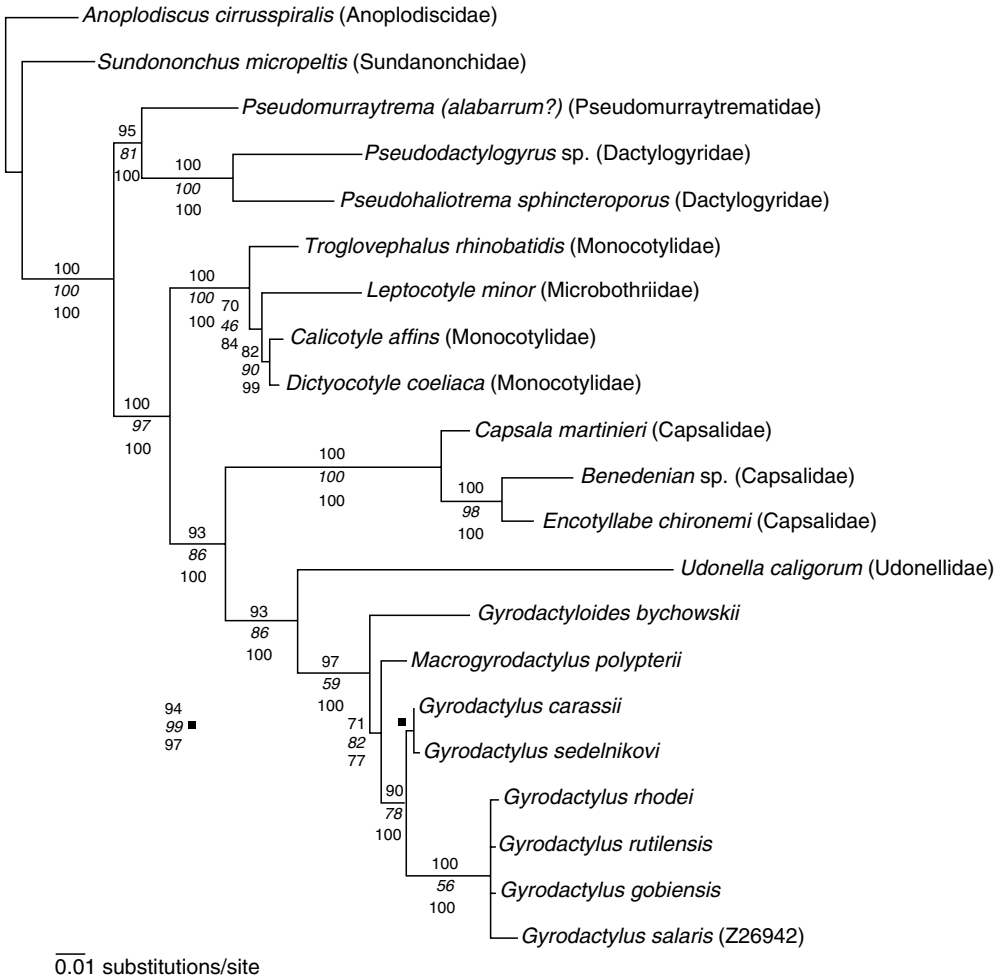 Anoplodiscus cirrusspiralis (Anoplodiscidae)
Sundononchus micropeltis (Sundanonchidae)
Pseudomurraytrema (alabarrum?) (Pseudomurraytrematidae)
95
81
100
Pseudodactylogyrus sp. (Dactylogyridae)
100
100
100
Pseudohaliotrema sphincteroporus (Dactylogyridae)
Troglovephalus rhinobatidis (Monocotylidae)
100
100
100
100
100
100
Leptocotyle minor (Microbothriidae)
70
46
84
Calicotyle affins (Monocotylidae)
82
90
99
Dictyocotyle coeliaca (Monocotylidae)
100
97
100
Capsala martinieri (Capsalidae)
100
100
100
Benedenian sp. (Capsalidae)
100
98
100
Encotyllabe chironemi (Capsalidae)
93
86
100
Udonella caligorum (Udonellidae)
93
86
100
Gyrodactyloides bychowskii
97
59
100
Macrogyrodactylus polypterii
94
99
97
71
82
77
Gyrodactylus carassii
Gyrodactylus sedelnikovi
90
78
100
Gyrodactylus rhodei
Gyrodactylus rutilensis
100
56
100
Gyrodactylus gobiensis
Gyrodactylus salaris (Z26942)
0.01 substitutions/site